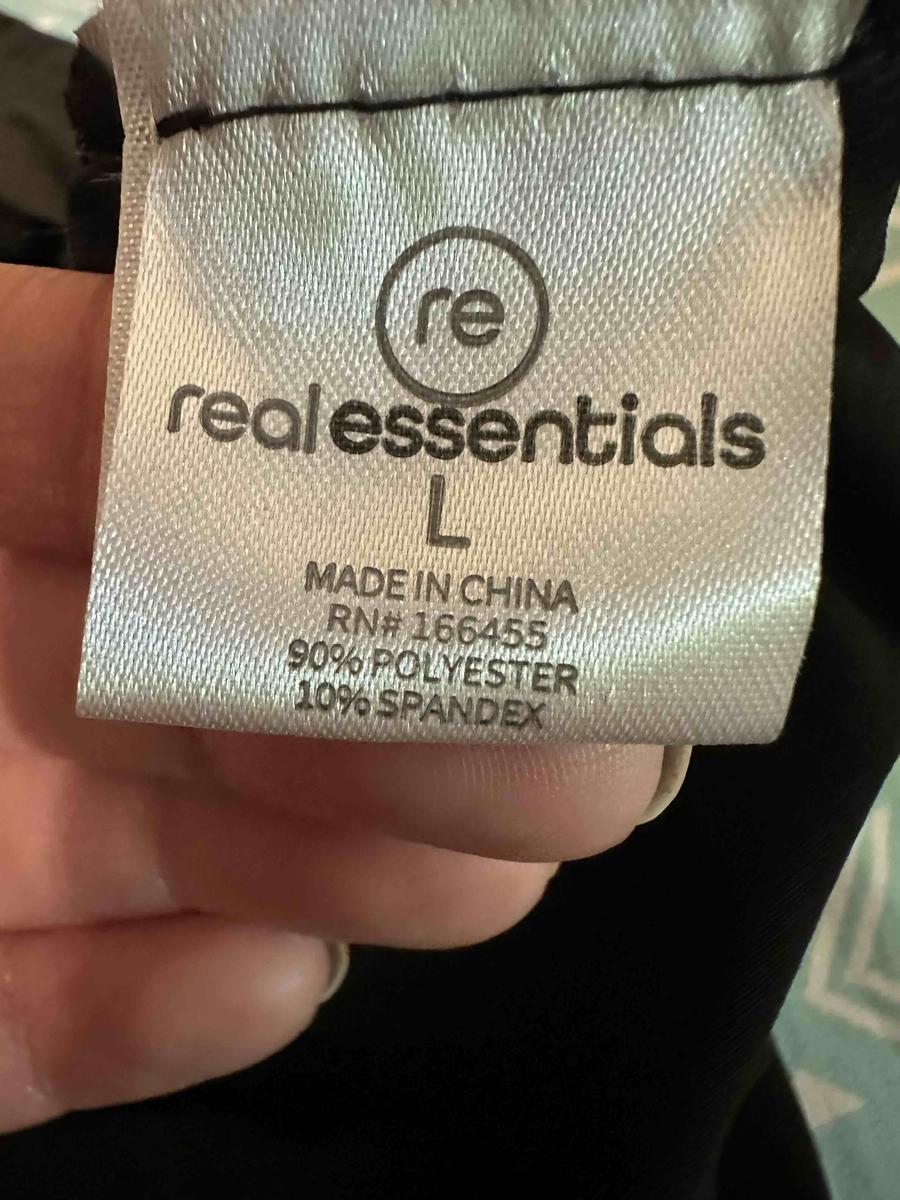 re
realessentials
L
MADE IN CHINA
RN# 166455
90% POLYESTER
10% SPANDEX